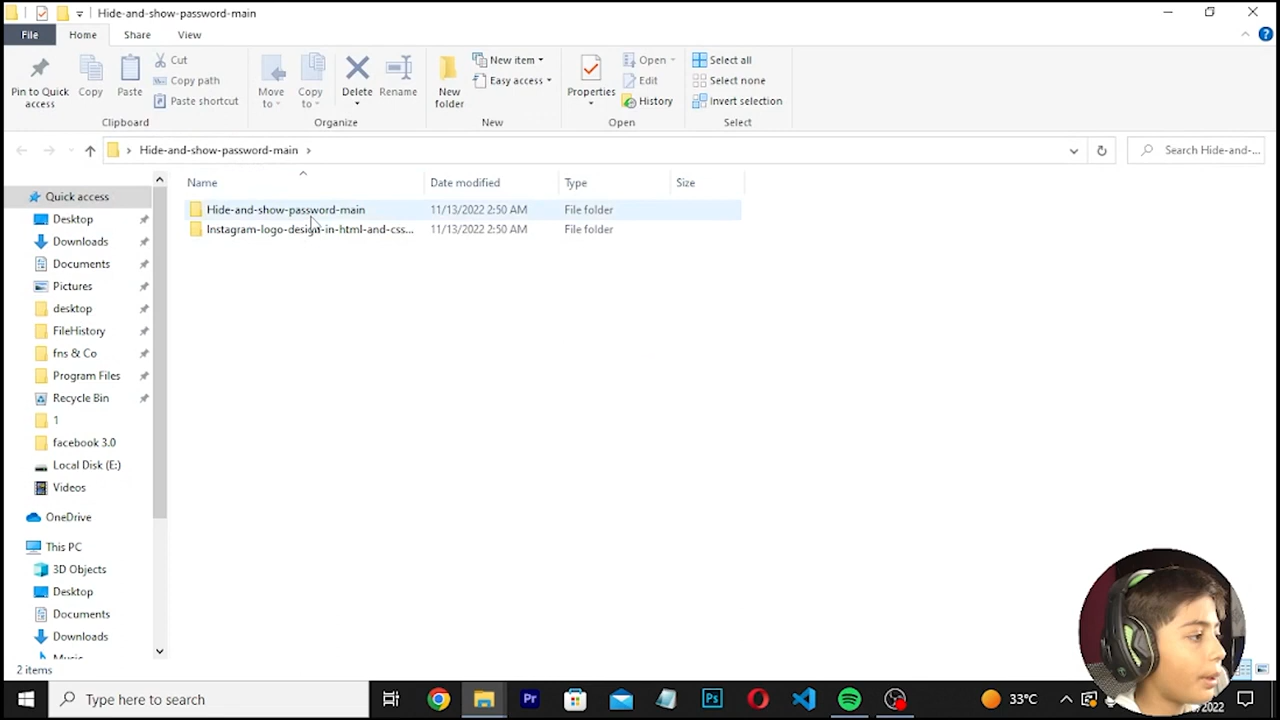 Hide-and-show-password-main
File Home Share View
Pin to Quick access
Copy
Paste
Cut
Copy path
Paste shortcut
Clipboard
Move to
Copy to
Delete
Rename
Organize
New folder
New item
Easy access
New
Properties
Open
Edit
History
Open
Select all
Select none
Invert selection
Select
Hide-and-show-password-main
Search Hide-and-...
Name Date modified Type Size
Hide-and-show-password-main 11/13/2022 2:50 AM File folder
Instagram-logo-design-in-html-and-css... 11/13/2022 2:50 AM File folder
Quick access
Desktop
Downloads
Documents
Pictures
desktop
FileHistory
fns & Co
Program Files
Recycle Bin
1
facebook 3.0
Local Disk (E:)
Videos
OneDrive
This PC
3D Objects
Desktop
Documents
Downloads
2 items
Type here to search
Pr
Ps
33°C
2022